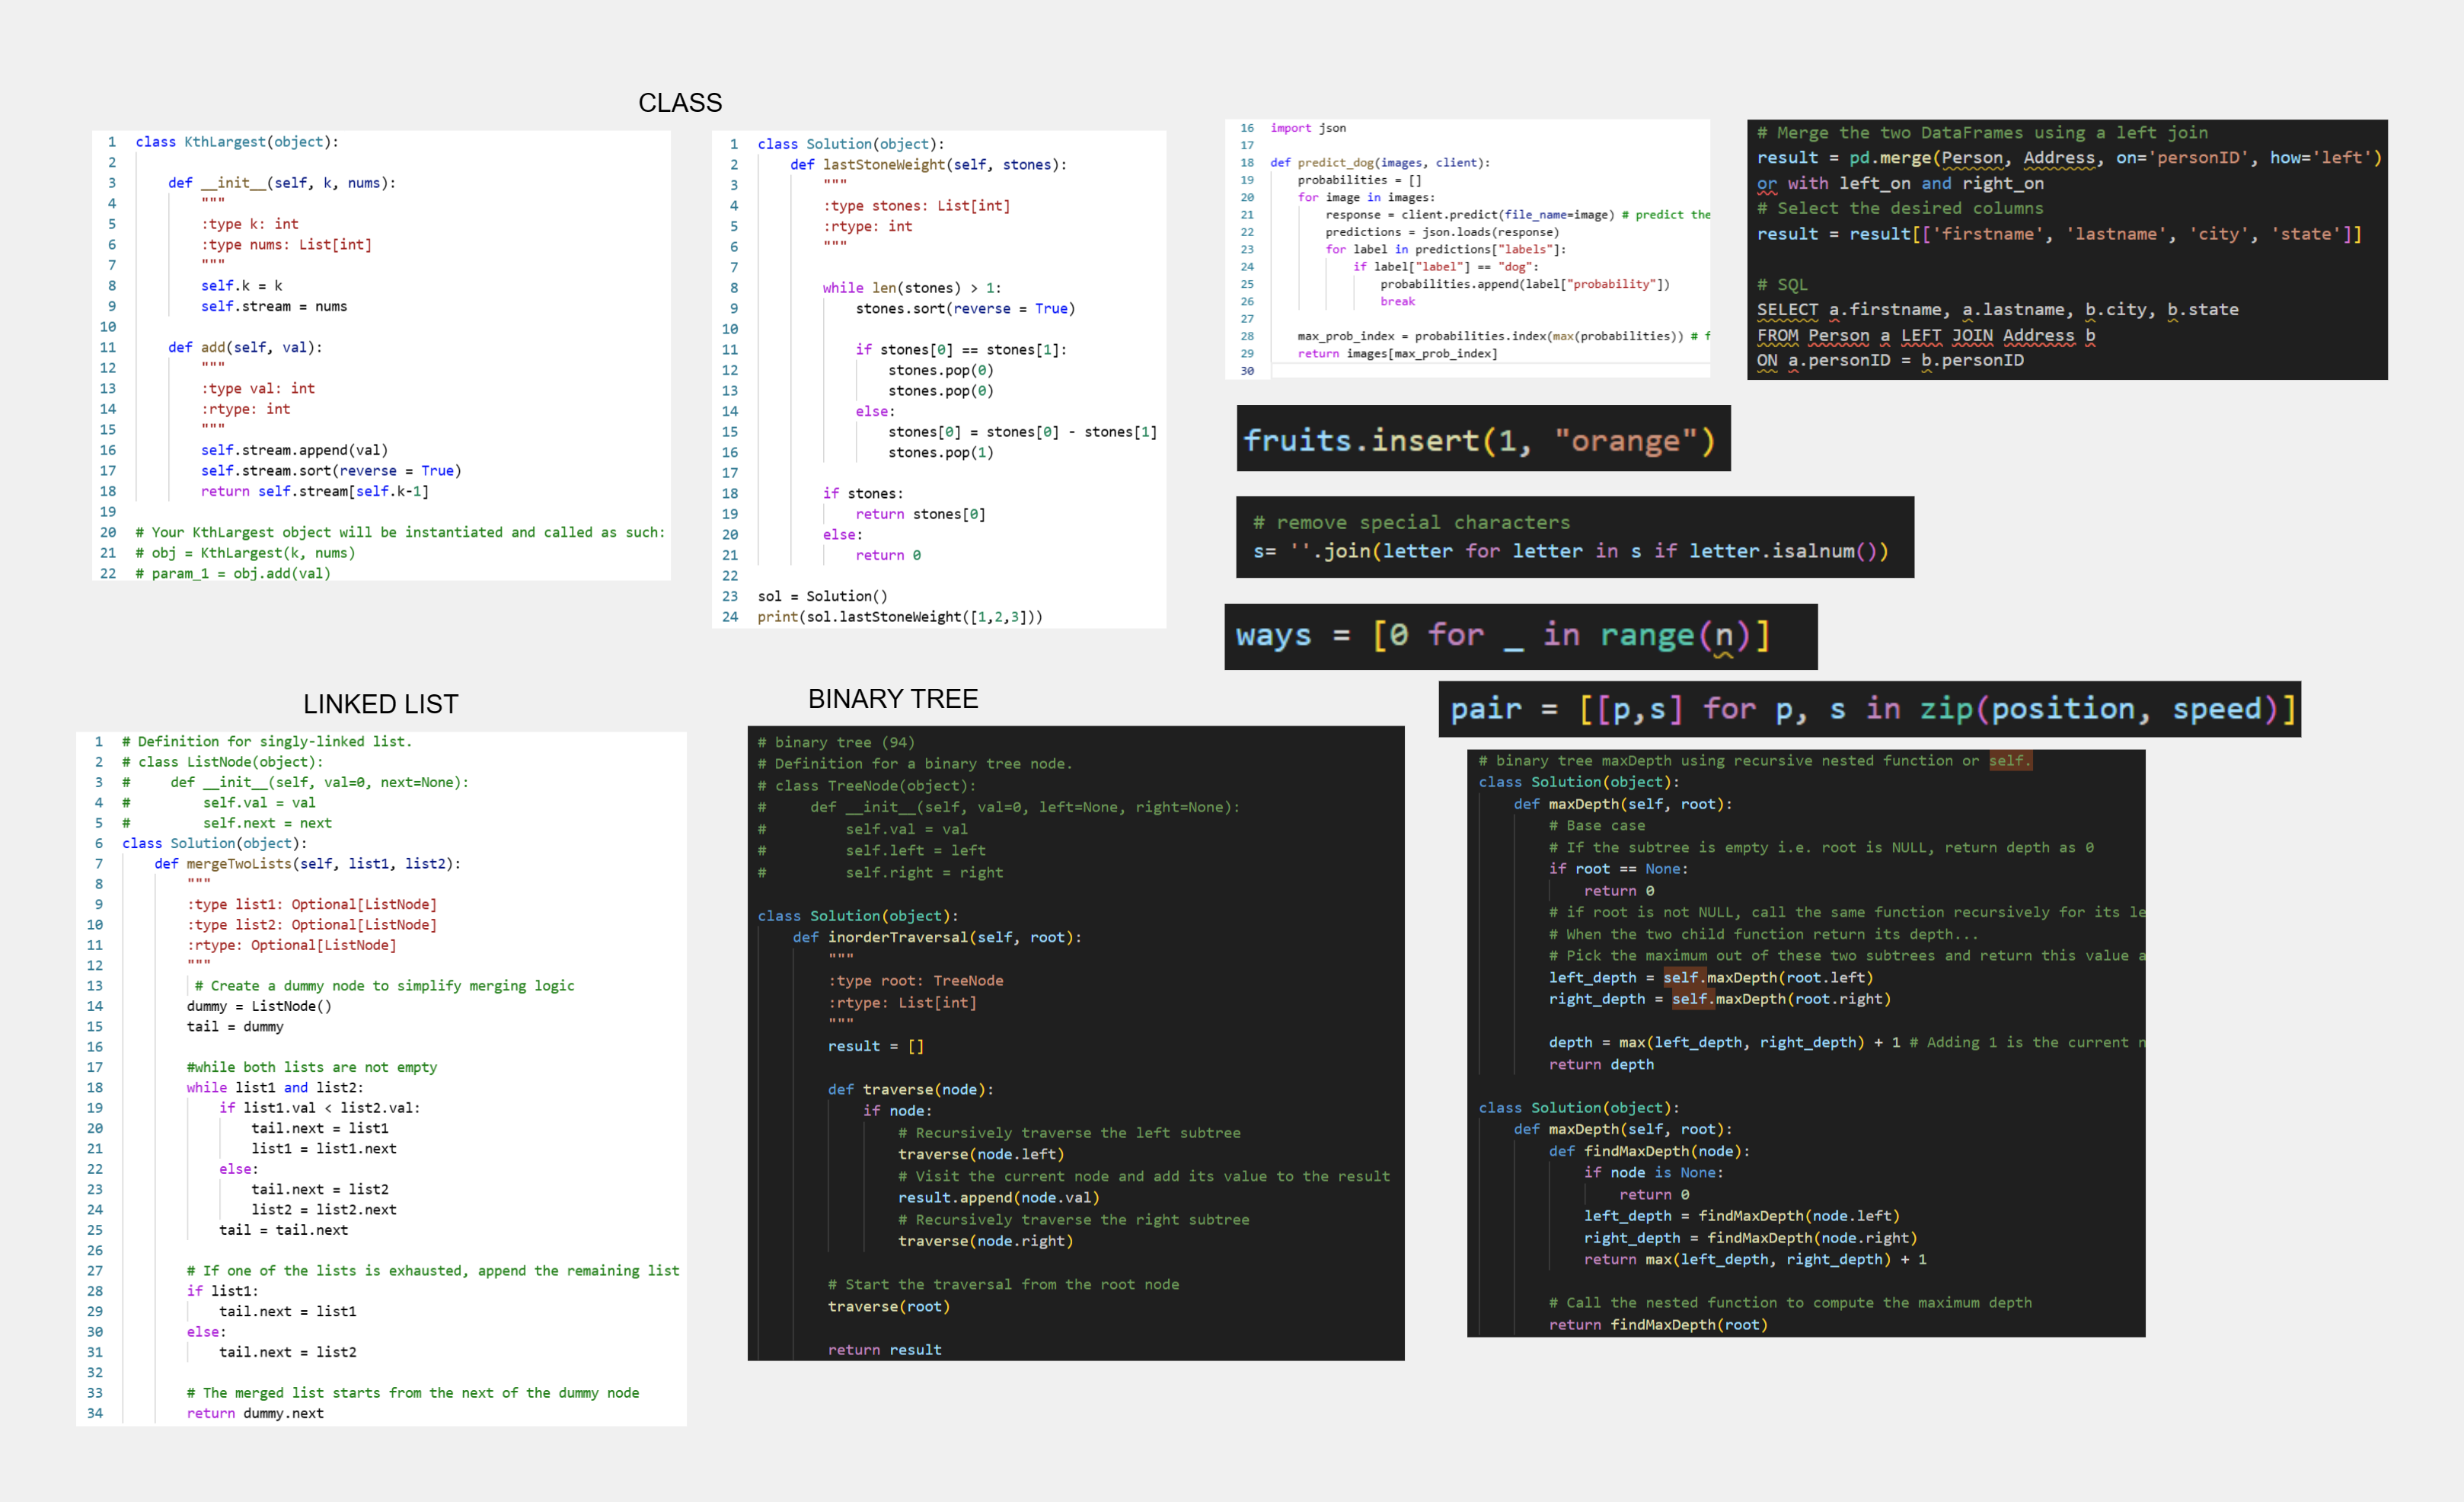 CLASS
1 class KthLargest(object):
2
3     def __init__(self, k, nums):
4         """
5         :type k: int
6         :type nums: List[int]
7         """
8         self.k = k
9         self.stream = nums
10
11     def add(self, val):
12         """
13         :type val: int
14         :rtype: int
15         """
16         self.stream.append(val)
17         self.stream.sort(reverse = True)
18         return self.stream[self.k-1]
19
20 # Your KthLargest object will be instantiated and called as such:
21 # obj = KthLargest(k, nums)
22 # param_1 = obj.add(val)
1 class Solution(object):
2     def lastStoneWeight(self, stones):
3         """
4         :type stones: List[int]
5         :rtype: int
6         """
7
8         while len(stones) > 1:
9             stones.sort(reverse = True)
10
11             if stones[0] == stones[1]:
12                 stones.pop(0)
13                 stones.pop(0)
14             else:
15                 stones[0] = stones[0] - stones[1]
16                 stones.pop(1)
17
18         if stones:
19             return stones[0]
20         else:
21             return 0
22
23 sol = Solution()
24 print(sol.lastStoneWeight([1,2,3]))
16 import json
17
18 def predict_dog(images, client):
19     probabilities = []
20     for image in images:
21         response = client.predict(file_name=image) # predict the
22         predictions = json.loads(response)
23         for label in predictions["labels"]:
24             if label["label"] == "dog":
25                 probabilities.append(label["probability"])
26                 break
27
28     max_prob_index = probabilities.index(max(probabilities)) # f
29     return images[max_prob_index]
30
# Merge the two DataFrames using a left join
result = pd.merge(Person, Address, on='personID', how='left')
or with left_on and right_on
# Select the desired columns
result = result[['firstname', 'lastname', 'city', 'state']]
# SQL
SELECT a.firstname, a.lastname, b.city, b.state
FROM Person a LEFT JOIN Address b
ON a.personID = b.personID
fruits.insert(1, "orange")
# remove special characters
s= ''.join(letter for letter in s if letter.isalnum())
ways = [0 for _ in range(n)]
pair = [[p,s] for p, s in zip(position, speed)]
LINKED LIST
1 # Definition for singly-linked list.
2 # class ListNode(object):
3 #     def __init__(self, val=0, next=None):
4 #         self.val = val
5 #         self.next = next
6 class Solution(object):
7     def mergeTwoLists(self, list1, list2):
8         """
9         :type list1: Optional[ListNode]
10         :type list2: Optional[ListNode]
11         :rtype: Optional[ListNode]
12         """
13          # Create a dummy node to simplify merging logic
14         dummy = ListNode()
15         tail = dummy
16
17         #while both lists are not empty
18         while list1 and list2:
19             if list1.val < list2.val:
20                 tail.next = list1
21                 list1 = list1.next
22             else:
23                 tail.next = list2
24                 list2 = list2.next
25             tail = tail.next
26
27         # If one of the lists is exhausted, append the remaining list
28         if list1:
29             tail.next = list1
30         else:
31             tail.next = list2
32
33         # The merged list starts from the next of the dummy node
34         return dummy.next
BINARY TREE
# binary tree (94)
# Definition for a binary tree node.
# class TreeNode(object):
#     def __init__(self, val=0, left=None, right=None):
#         self.val = val
#         self.left = left
#         self.right = right
class Solution(object):
    def inorderTraversal(self, root):
        """
        :type root: TreeNode
        :rtype: List[int]
        """
        result = []
        def traverse(node):
            if node:
                # Recursively traverse the left subtree
                traverse(node.left)
                # Visit the current node and add its value to the result
                result.append(node.val)
                # Recursively traverse the right subtree
                traverse(node.right)
        # Start the traversal from the root node
        traverse(root)
        return result
# binary tree maxDepth using recursive nested function or self.
class Solution(object):
    def maxDepth(self, root):
        # Base case
        # If the subtree is empty i.e. root is NULL, return depth as 0
        if root == None:
            return 0
        # if root is not NULL, call the same function recursively for its le
        # When the two child function return its depth...
        # Pick the maximum out of these two subtrees and return this value a
        left_depth = self.maxDepth(root.left)
        right_depth = self.maxDepth(root.right)
        depth = max(left_depth, right_depth) + 1 # Adding 1 is the current n
        return depth
class Solution(object):
    def maxDepth(self, root):
        def findMaxDepth(node):
            if node is None:
                return 0
            left_depth = findMaxDepth(node.left)
            right_depth = findMaxDepth(node.right)
            return max(left_depth, right_depth) + 1
        # Call the nested function to compute the maximum depth
        return findMaxDepth(root)